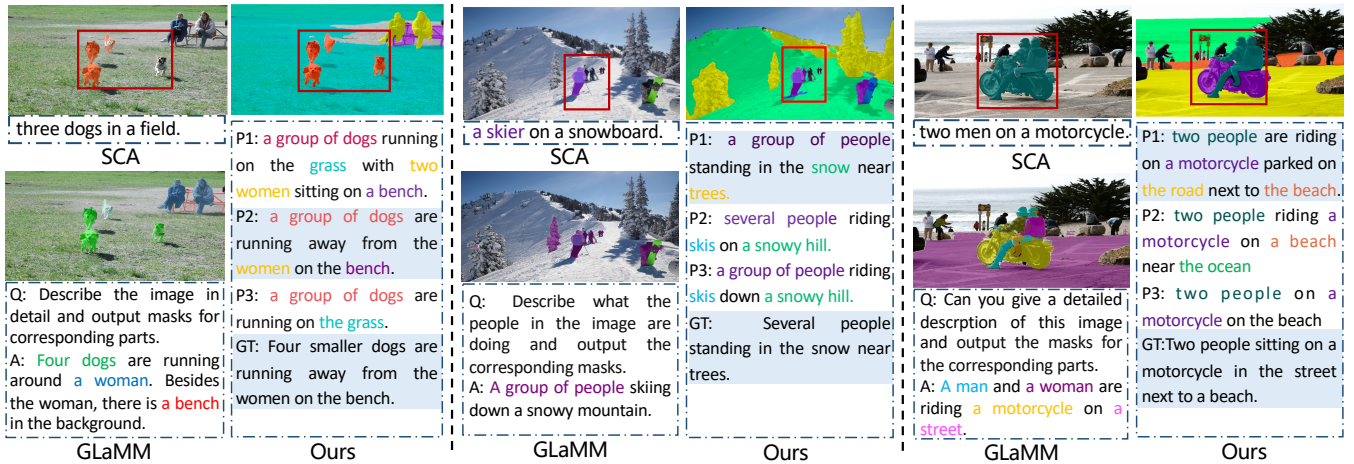 three dogs in a field.
SCA
Q: Describe the image in
detail and output masks for
corresponding parts.
A: Four dogs are running
around a woman. Besides
the woman, there is a bench
in the background.
GLaMM
P1: a group of dogs running
on the grass with two
women sitting on a bench.
P2: a group of dogs are
running away from the
women on the bench.
P3: a group of dogs are
running on the grass.
GT: Four smaller dogs are
running away from the
women on the bench.
Ours
a skier on a snowboard.
SCA
Q: Describe what the
people in the image are
doing and output the
corresponding masks.
A: A group of people skiing
down a snowy mountain.
GLaMM
P1: a group of people
standing in the snow near
trees.
P2: several people riding
skis on a snowy hill.
P3: a group of people riding
skis down a snowy hill.
GT: Several people
standing in the snow near
trees.
Ours
two men on a motorcycle.
SCA
Q: Can you give a detailed
descrption of this image
and output the masks for
the corresponding parts.
A: A man and a woman are
riding a motorcycle on a
street.
GLaMM
P1: two people are riding
on a motorcycle parked on
the road next to the beach.
P2: two people riding a
motorcycle on a beach
near the ocean
P3: two people on a
motorcycle on the beach
GT:Two people sitting on a
motorcycle in the street
next to a beach.
Ours